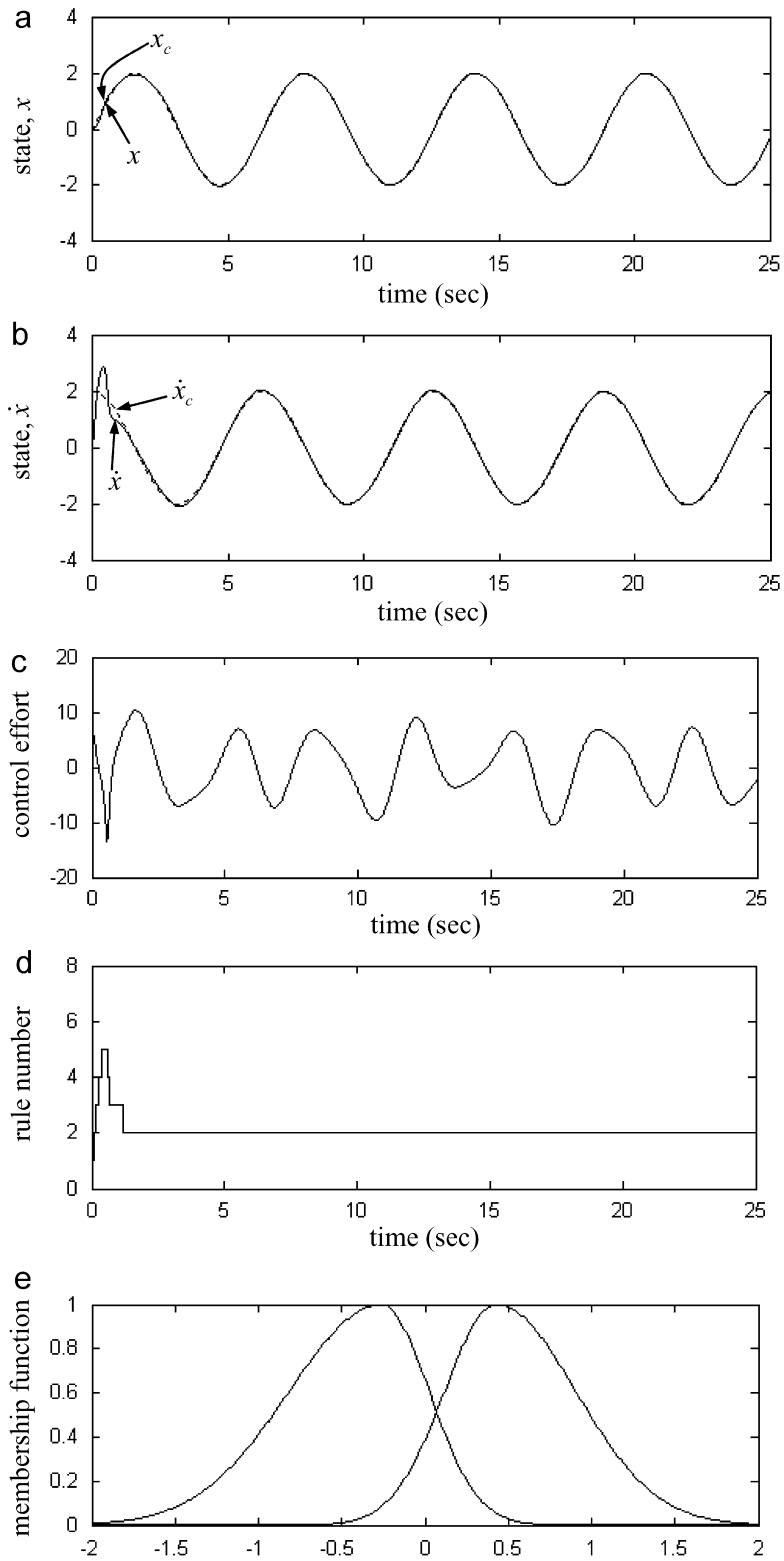 a
4
x_c
2
state, x
0
x
-2
-4
0 5 10 15 20 25
time (sec)
b
4
2
ẋ_c
state, ẋ
0
ẋ
-2
-4
0 5 10 15 20 25
time (sec)
c
20
10
control effort
0
-10
-20
0 5 10 15 20 25
time (sec)
d
8
6
rule number
4
2
0
0 5 10 15 20 25
time (sec)
e
1
0.8
membership function
0.6
0.4
0.2
0
-2 -1.5 -1 -0.5 0 0.5 1 1.5 2